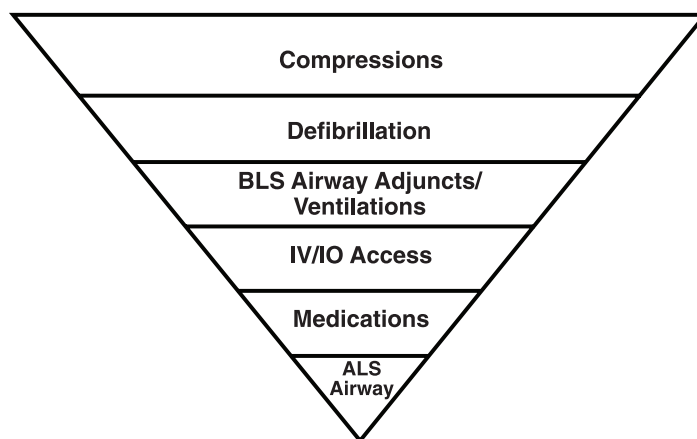 Compressions
Defibrillation
BLS Airway Adjuncts/
Ventilations
IV/IO Access
Medications
ALS
Airway